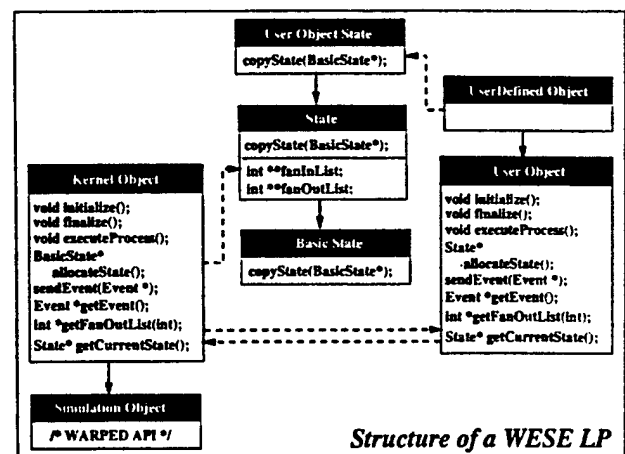 User Object State
copyState(BasicState*);
UserDefined Object
State
copyState(BasicState*);
int **fanInList;
int **fanOutList;
Basic State
copyState(BasicState*);
Kernel Object
void initialize();
void finalize();
void executeProcess();
BasicState*
allocateState();
sendEvent(Event *);
Event *getEvent();
int *getFanOutList(int);
State* getCurrentState();
User Object
void initialize();
void finalize();
void executeProcess();
State*
allocateState();
sendEvent(Event *);
Event *getEvent();
int *getFanOutList(int);
State* getCurrentState();
Simulation Object
/* WARPED API */
Structure of a WESE LP